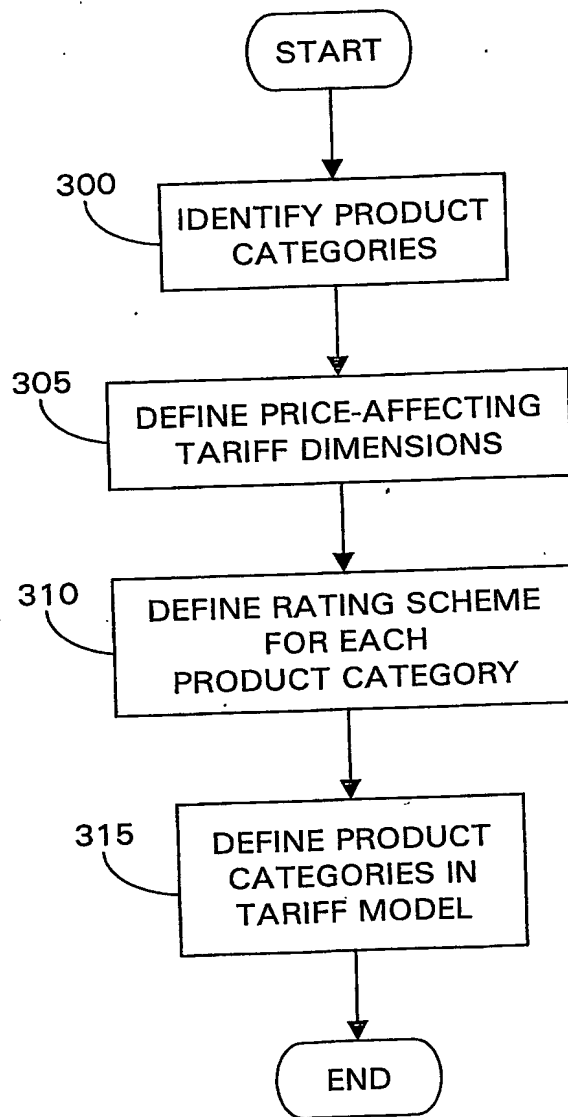 START
300
IDENTIFY PRODUCT
CATEGORIES
305
DEFINE PRICE-AFFECTING
TARIFF DIMENSIONS
310
DEFINE RATING SCHEME
FOR EACH
PRODUCT CATEGORY
315
DEFINE PRODUCT
CATEGORIES IN
TARIFF MODEL
END